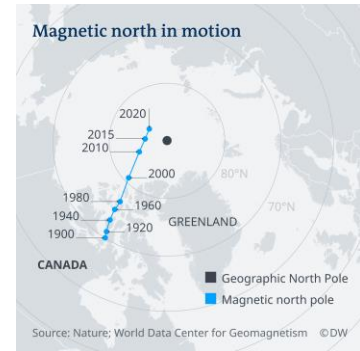 Magnetic north in motion
2020
2015
2010
2000
80°N
1980
1960
70°N
1940
GREENLAND
1920
1900
CANADA
Geographic North Pole
Magnetic north pole
Source: Nature; World Data Center for Geomagnetism ©DW